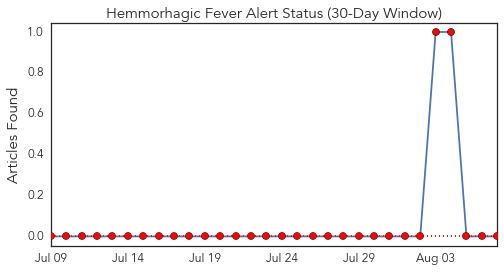 Hemmorhagic Fever Alert Status (30-Day Window)
Articles Found
1.0
0.8
0.6
0.4
0.2
0.0
Jul 09 Jul 14 Jul 19 Jul 24 Jul 29 Aug 03